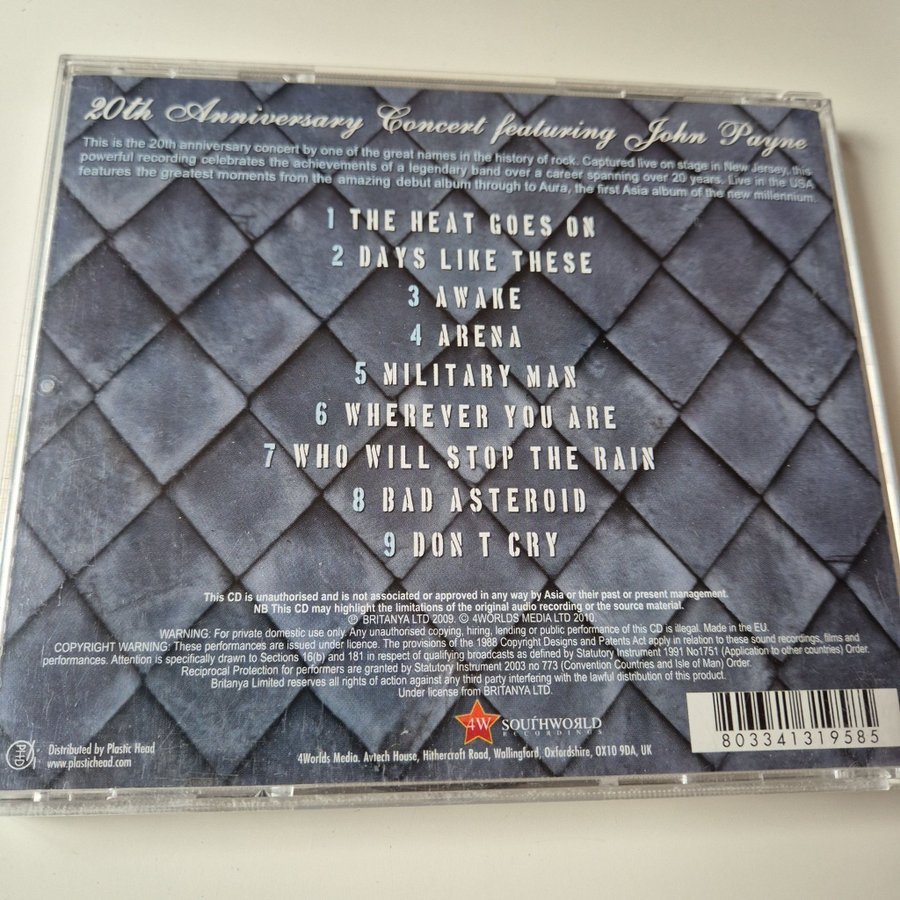 20th Anniversary Concert featuring John Payne
This is the 20th anniversary concert by one of the great names in the history of rock. Captured live on stage in New Jersey, this
powerful recording celebrates the achievements of a legendary band over a career spanning over 20 years. Live in the USA
features the greatest moments from the amazing debut album through to Aura, the first Asia album of the new millennium.
1 THE HEAT GOES ON
2 DAYS LIKE THESE
3 AWAKE
4 ARENA
5 MILITARY MAN
6 WHEREVER YOU ARE
7 WHO WILL STOP THE RAIN
8 BAD ASTEROID
9 DON T CRY
This CD is unauthorised and is not associated or approved in any way by Asia or their past or present management.
NB This CD may highlight the limitations of the original audio recording or the source material.
℗ BRITANYA LTD 2009. © 4WORLDS MEDIA LTD 2010.
WARNING: For private domestic use only. Any unauthorised copying, hiring, lending or public performance of this CD is illegal. Made in the EU.
COPYRIGHT WARNING: These performances are issued under licence. The provisions of the 1988 Copyright Designs and Patents Act apply in relation to these sound recordings, films and
performances. Attention is specifically drawn to Sections 16(b) and 181 in respect of qualifying broadcasts as defined by Statutory Instrument 1991 No1751 (Application to other countries) Order.
Reciprocal Protection for performers are granted by Statutory Instrument 2003 no 773 (Convention Countries and Isle of Man) Order.
Britanya Limited reserves all rights of action against any third party interfering with the lawful distribution of this product.
Under license from BRITANYA LTD.
4W SOUTHWORLD
RECORDINGS
PHD
Distributed by Plastic Head
www.plastichead.com
4Worlds Media. Avtech House, Hithercroft Road, Wallingford, Oxfordshire, OX10 9DA, UK
803341319585